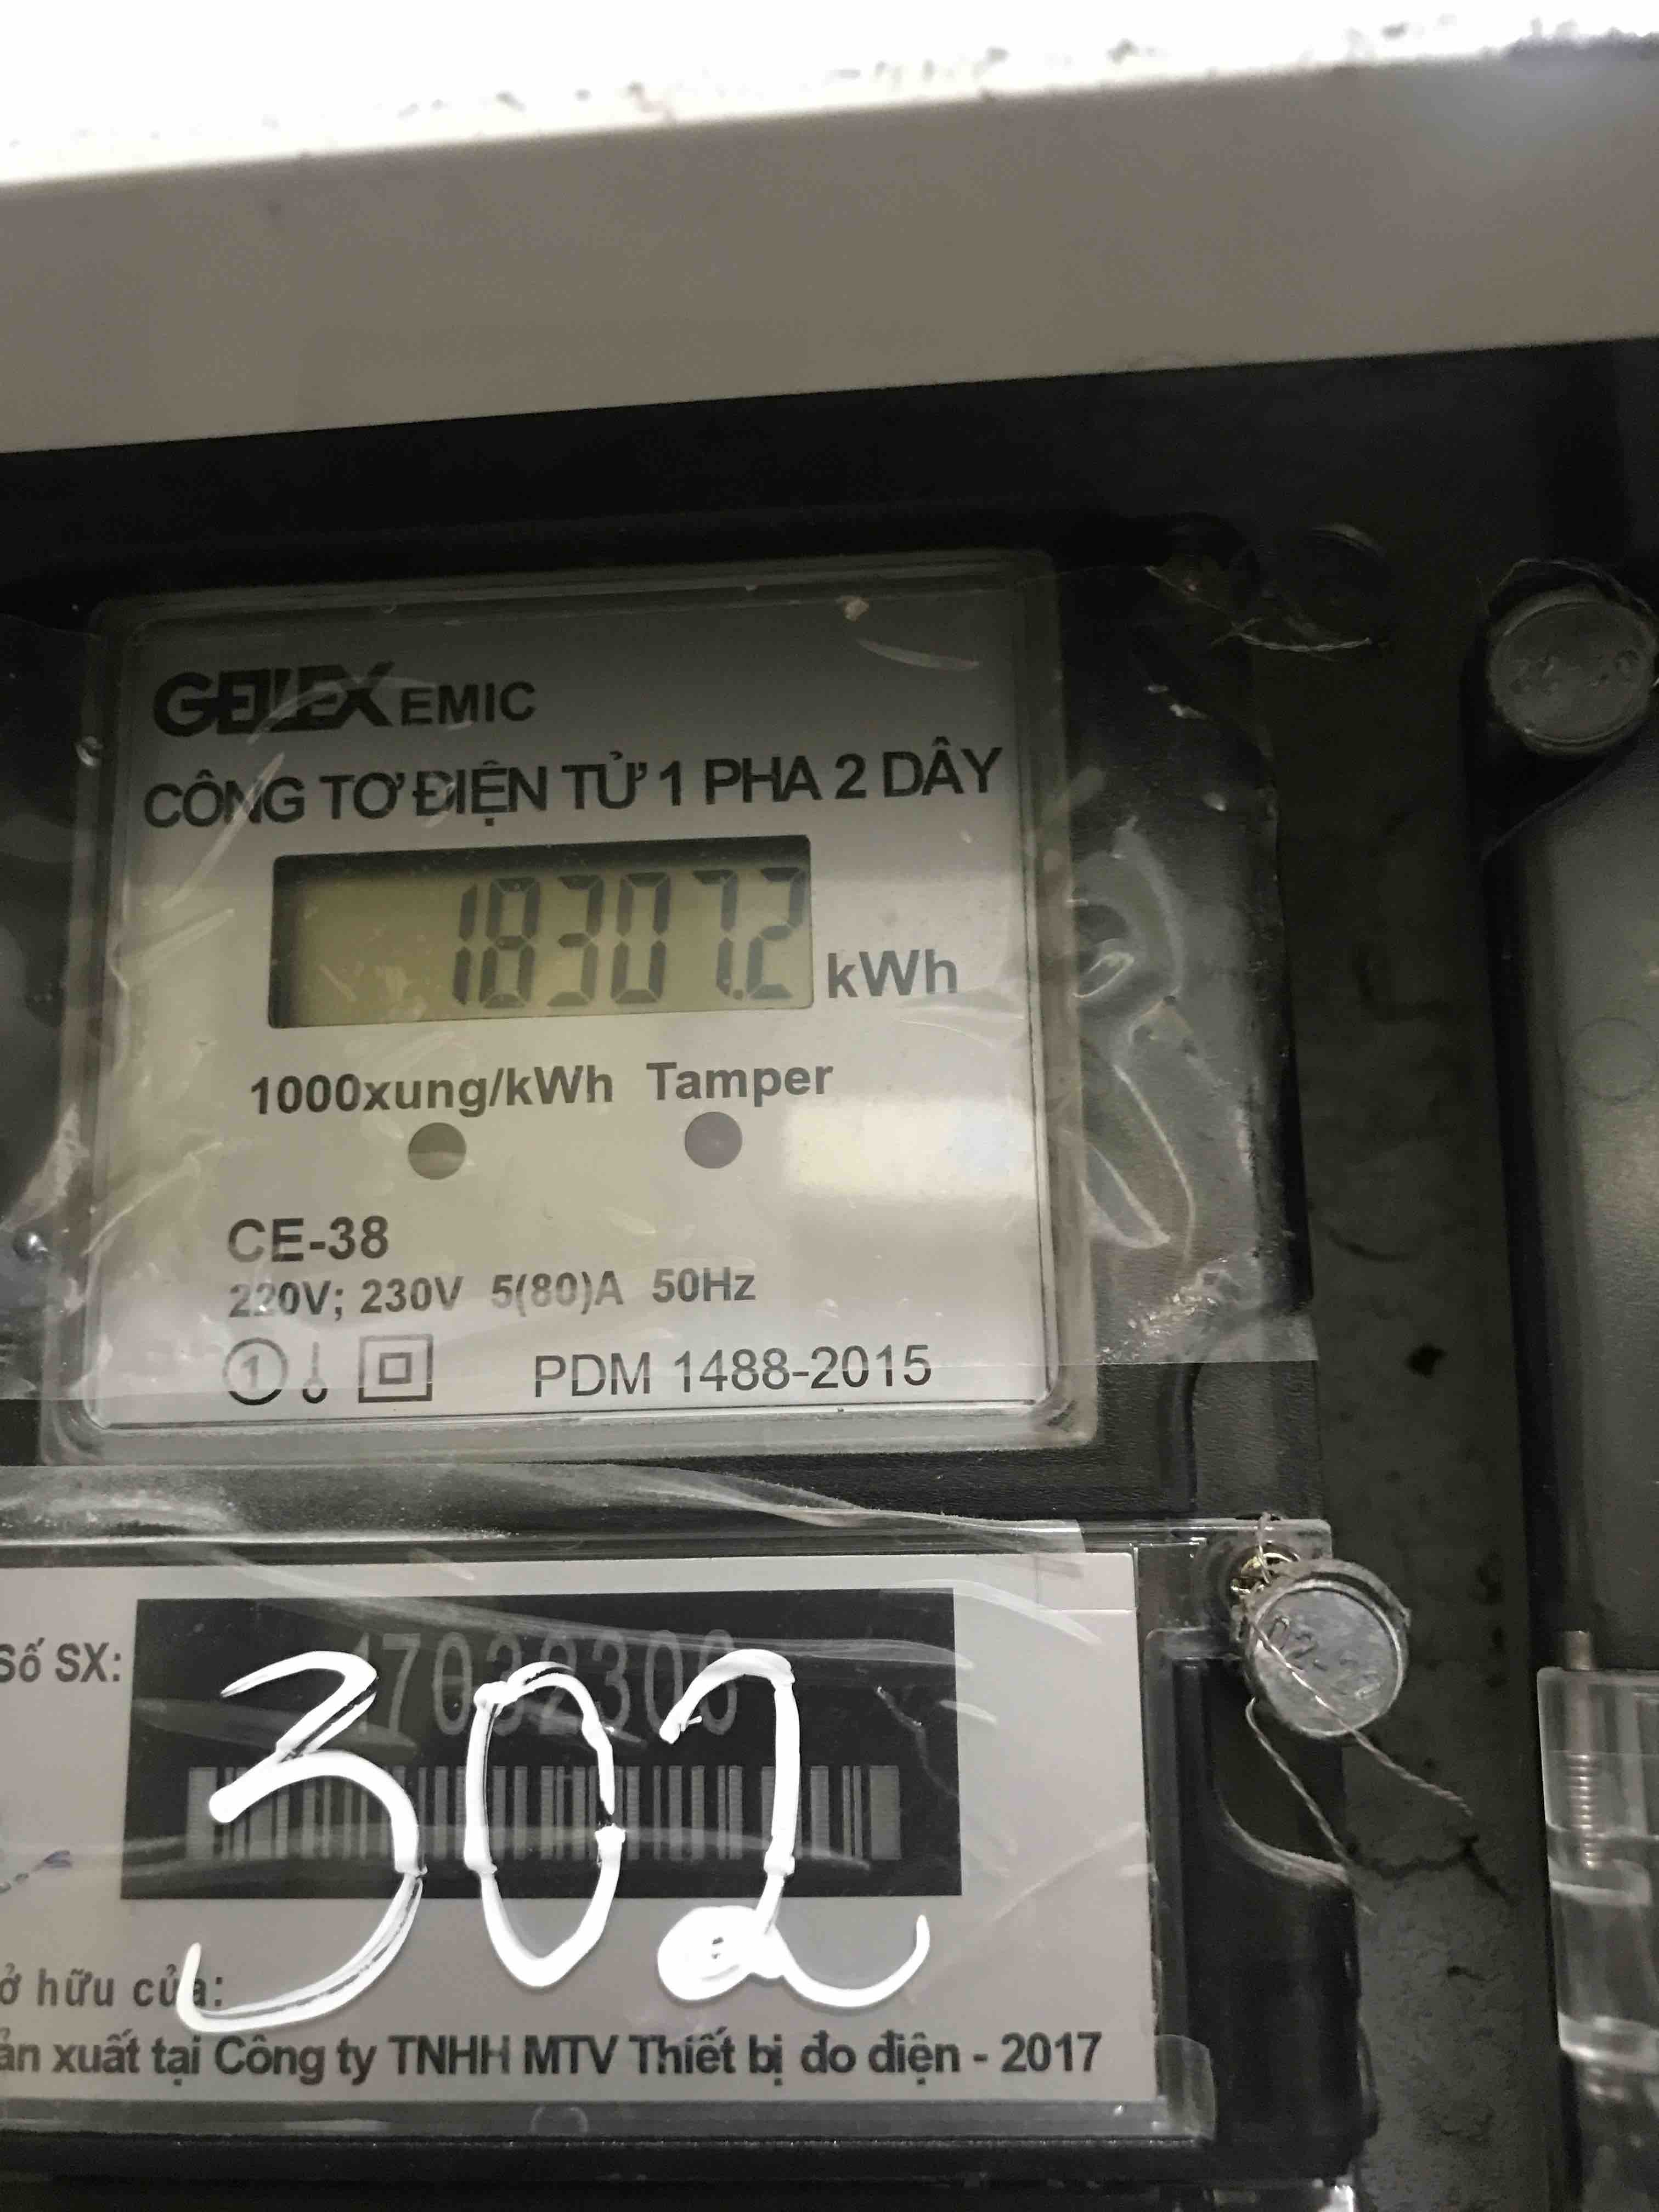 GELEX EMIC
CÔNG TƠ ĐIỆN TỬ 1 PHA 2 DÂY
18307.2 kWh
1000xung/kWh Tamper
CE-38
220V; 230V 5(80)A 50Hz
1 PDM 1488-2015
Số SX:
302
ở hữu của:
ản xuất tại Công ty TNHH MTV Thiết bị đo điện - 2017